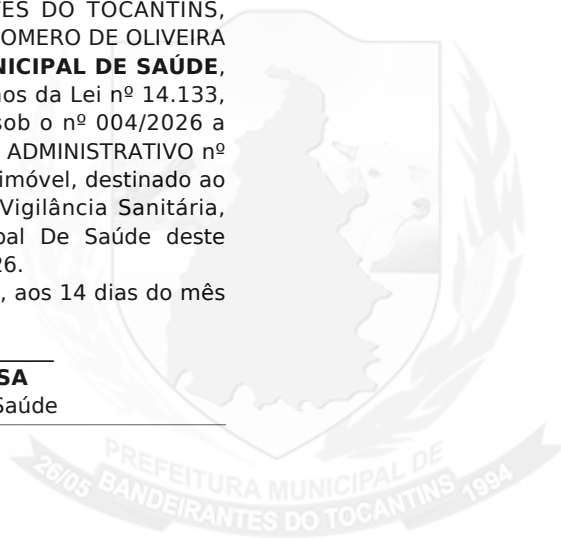 TES DO TOCANTINS,
OMERO DE OLIVEIRA
NICIPAL DE SAÚDE,
nos da Lei nº 14.133,
sob o nº 004/2026 a
ADMINISTRATIVO nº
imóvel, destinado ao
Vigilância Sanitária,
pal De Saúde deste
26.
, aos 14 dias do mês
SA
Saúde
PREFEITURA MUNICIPAL DE
26/05 BANDEIRANTES DO TOCANTINS 1994